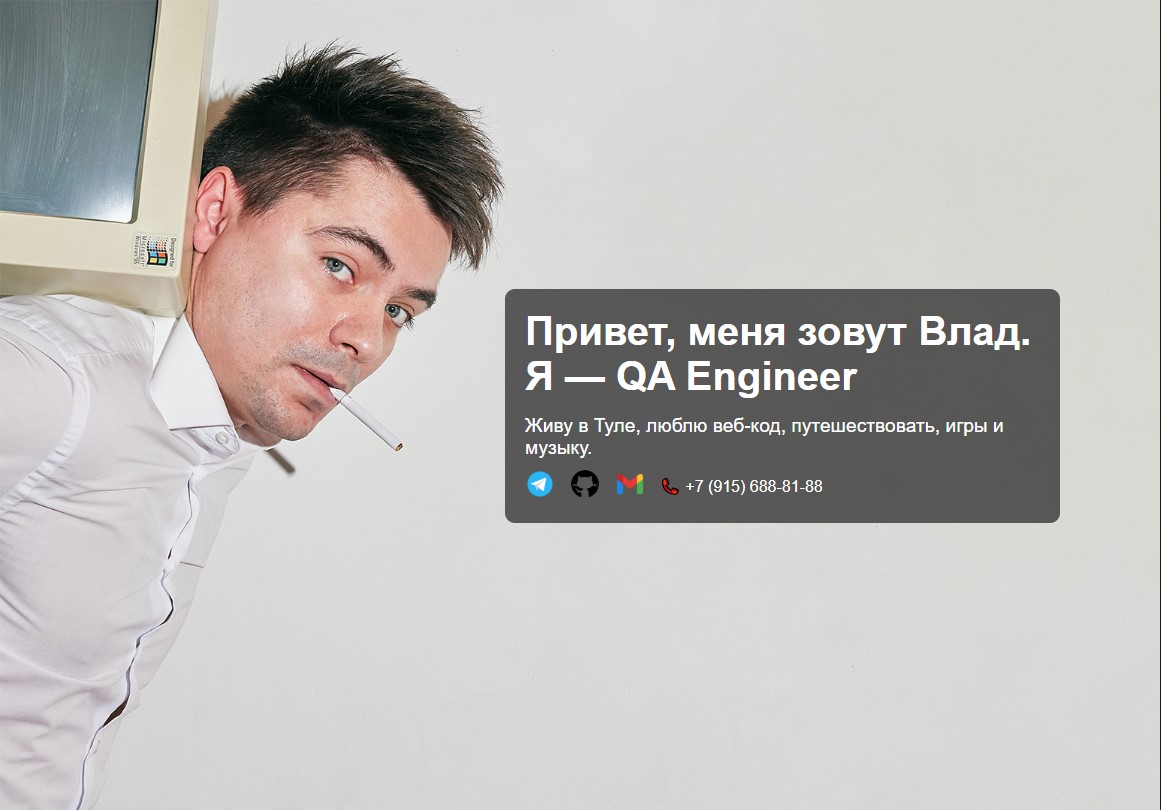 Привет, меня зовут Влад.
Я — QA Engineer
Живу в Туле, люблю веб-код, путешествовать, игры и
музыку.
+7 (915) 688-81-88
Designed for
Microsoft
Windows 95